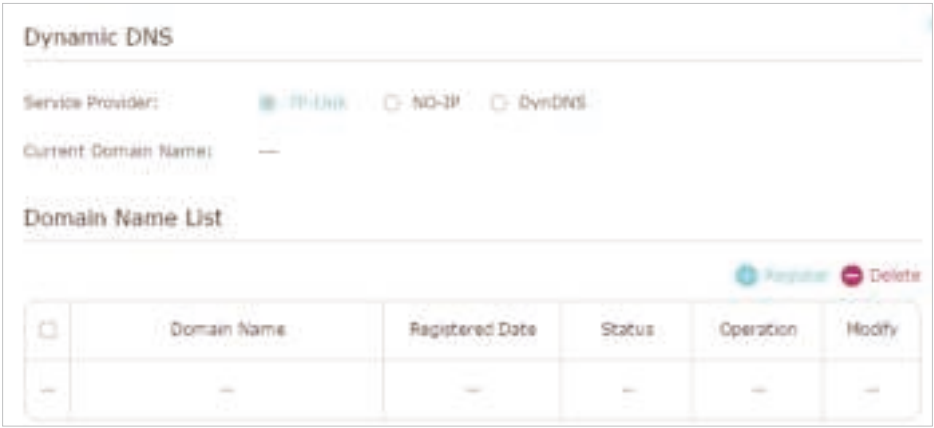 Dynamic DNS
Service Provider: TP-Link NO-IP DynDNS
Current Domain Name: ---
Domain Name List
Register Delete
Domain Name Registered Date Status Operation Modify
--- --- --- --- --- ---